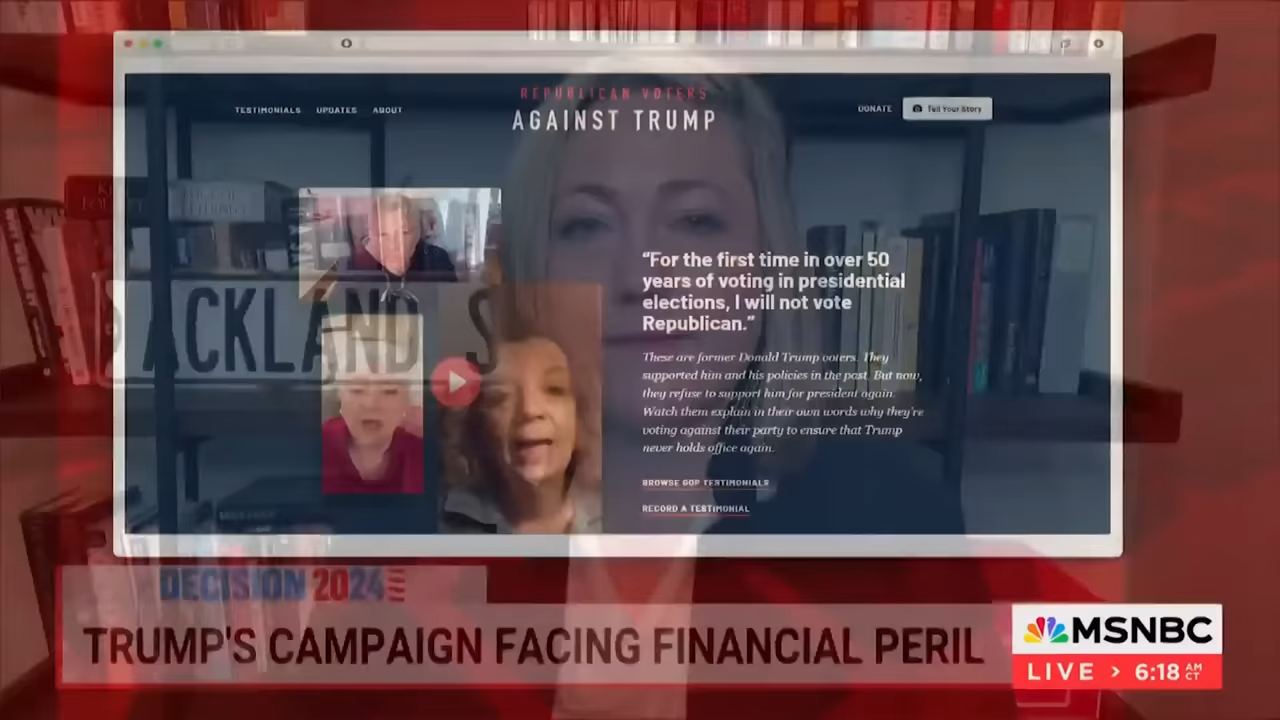 REPUBLICAN VOTERS
AGAINST TRUMP
TESTIMONIALS UPDATES ABOUT
DONATE Tell Your Story
ACKLAND S
“For the first time in over 50
years of voting in presidential
elections, I will not vote
Republican.”
These are former Donald Trump voters. They
supported him and his policies in the past. But now,
they refuse to support him for president again.
Watch them explain in their own words why they're
voting against their party to ensure that Trump
never holds office again.
BROWSE GOP TESTIMONIALS
RECORD A TESTIMONIAL
DECISION 2024
TRUMP'S CAMPAIGN FACING FINANCIAL PERIL
MSNBC
LIVE > 6:18 AM CT